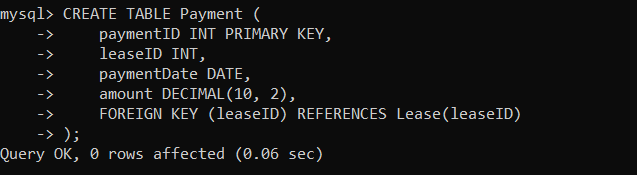 mysql> CREATE TABLE Payment (
    ->     paymentID INT PRIMARY KEY,
    ->     leaseID INT,
    ->     paymentDate DATE,
    ->     amount DECIMAL(10, 2),
    ->     FOREIGN KEY (leaseID) REFERENCES Lease(leaseID)
    -> );
Query OK, 0 rows affected (0.06 sec)